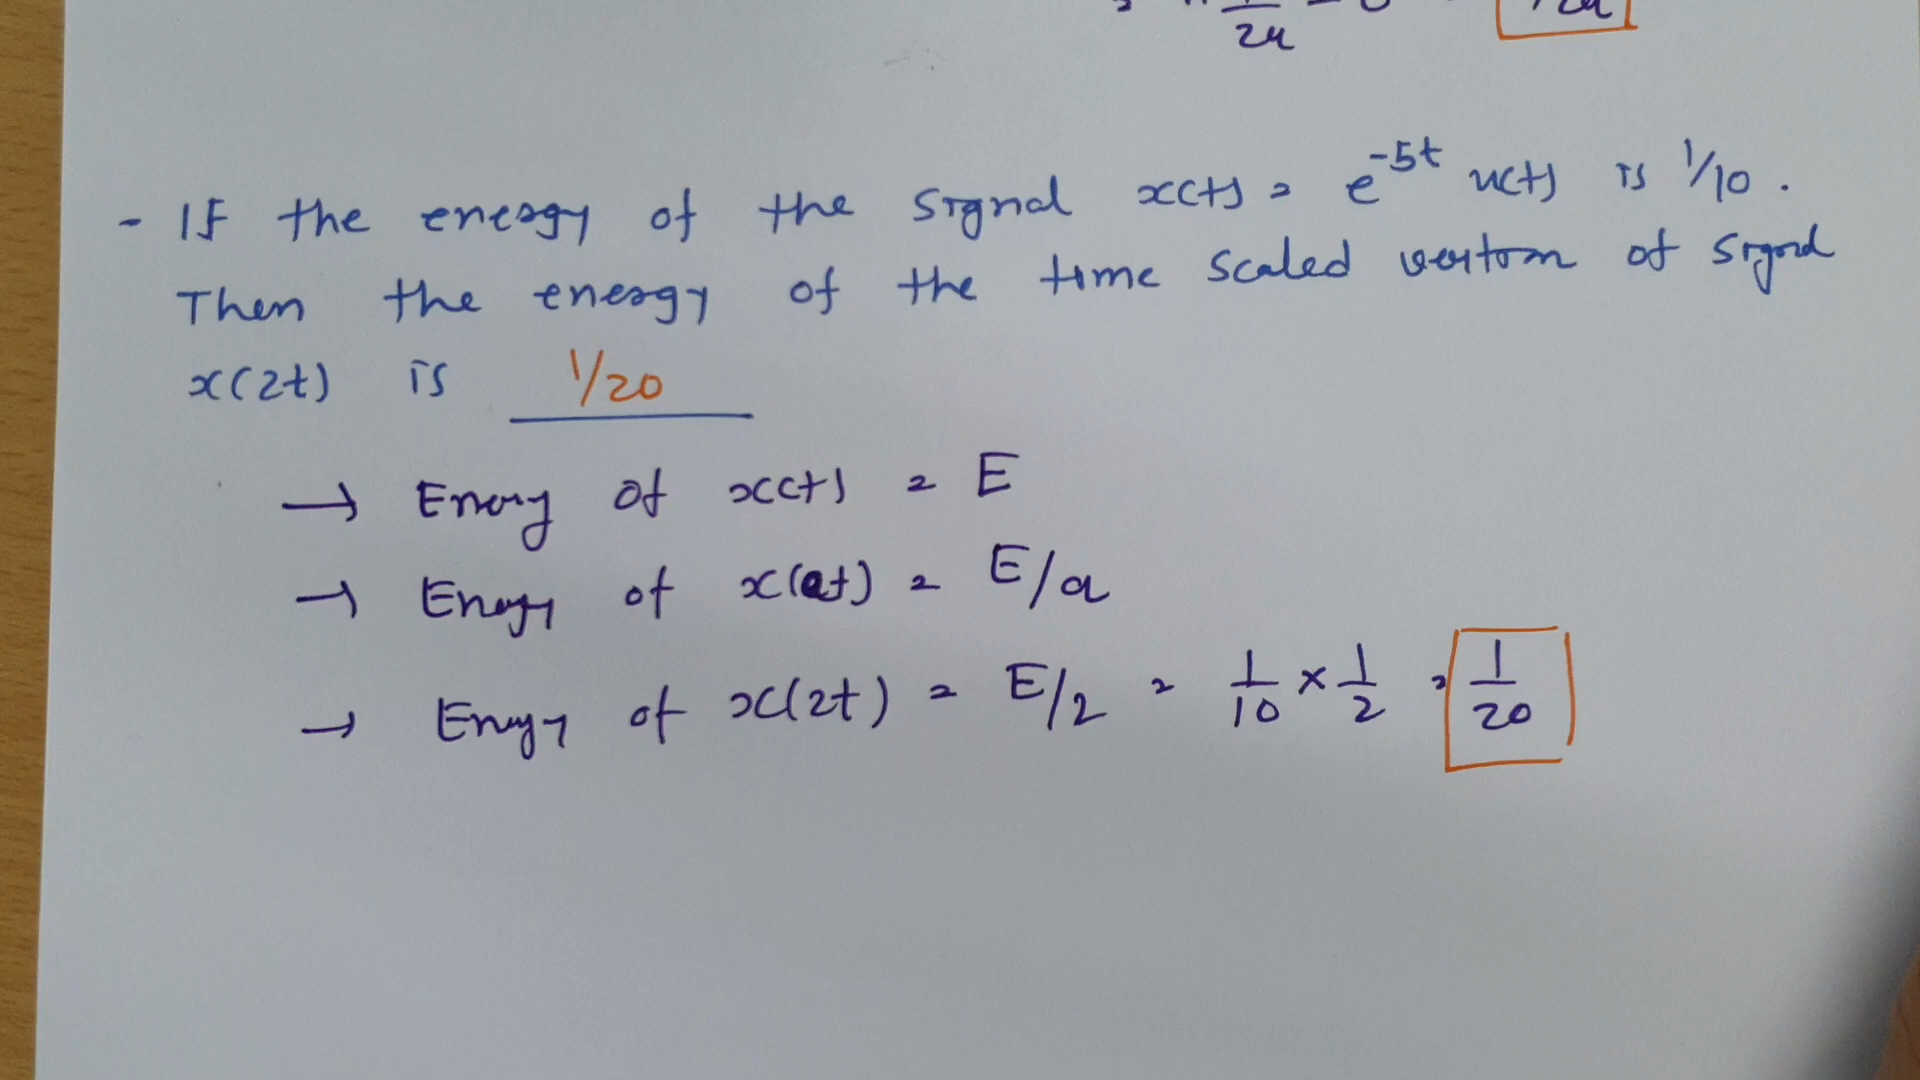 24
- If the energy of the signal x(t) = e^-5t u(t) is 1/10.
Then the energy of the time scaled version of signal
x(2t) is 1/20
→ Energy of x(t) = E
→ Energy of x(at) = E/a
→ Energy of x(2t) = E/2 = 1/10 × 1/2 = 1/20